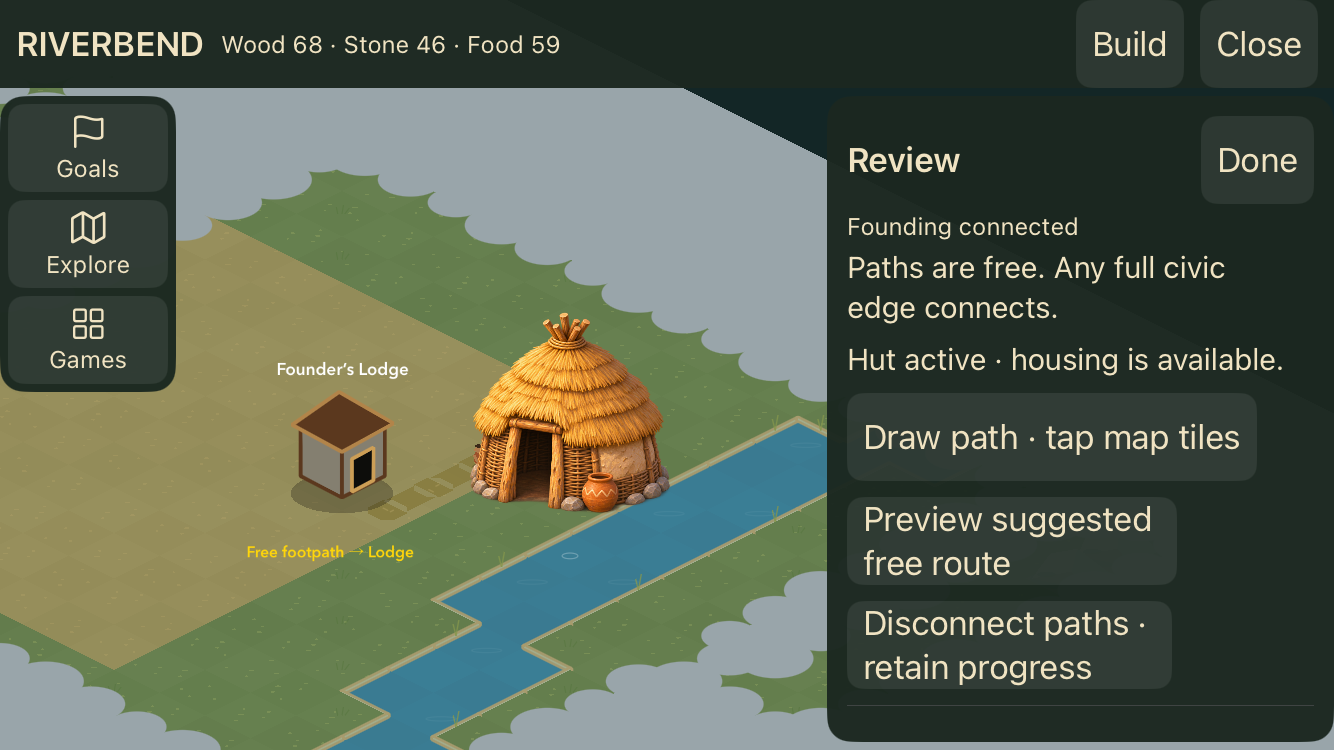 RIVERBEND Wood 68 · Stone 46 · Food 59
Build
Close
Goals
Explore
Games
Founder's Lodge
Free footpath → Lodge
Review
Done
Founding connected
Paths are free. Any full civic
edge connects.
Hut active · housing is available.
Draw path · tap map tiles
Preview suggested
free route
Disconnect paths ·
retain progress